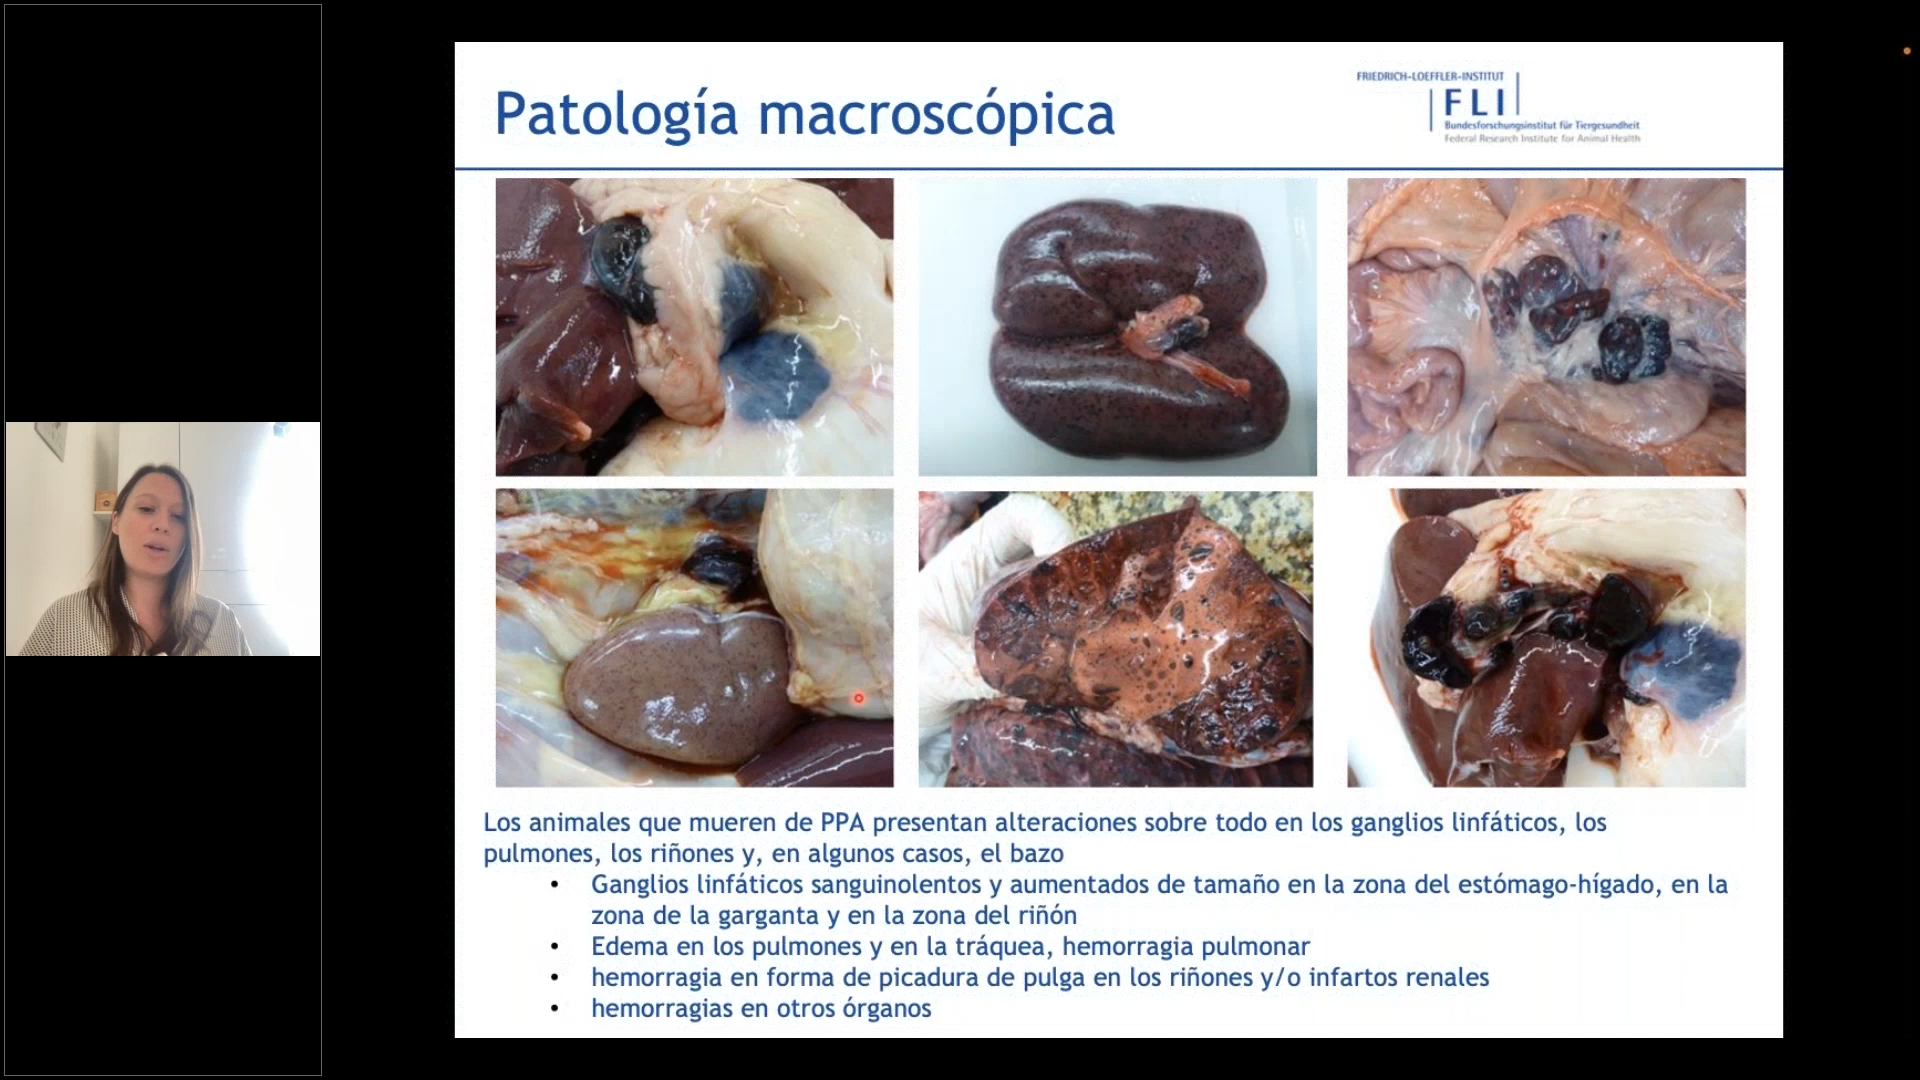 Patología macroscópica
FRIEDRICH-LOEFFLER-INSTITUT
FLI
Bundesforschungsinstitut für Tiergesundheit
Federal Research Institute for Animal Health
Los animales que mueren de PPA presentan alteraciones sobre todo en los ganglios linfáticos, los
pulmones, los riñones y, en algunos casos, el bazo
• Ganglios linfáticos sanguinolentos y aumentados de tamaño en la zona del estómago-hígado, en la
zona de la garganta y en la zona del riñón
• Edema en los pulmones y en la tráquea, hemorragia pulmonar
• hemorragia en forma de picadura de pulga en los riñones y/o infartos renales
• hemorragias en otros órganos